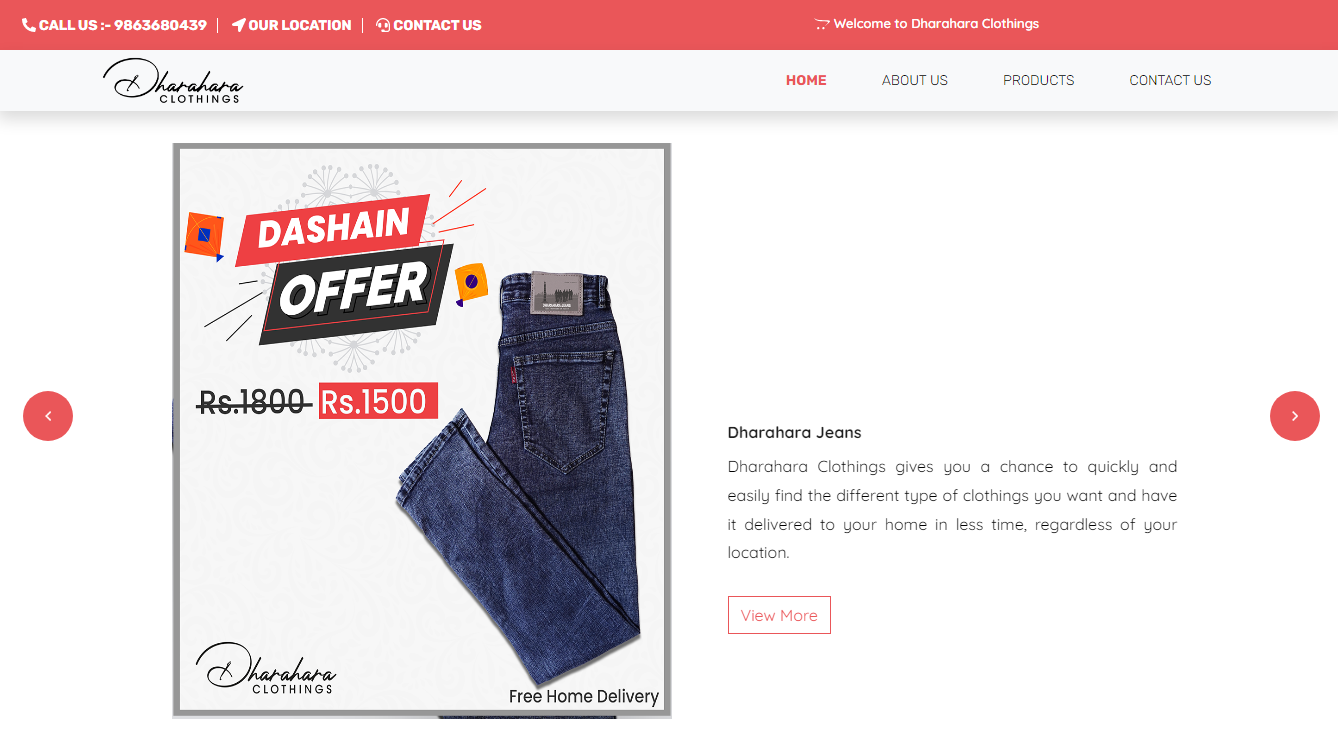 CALL US :- 9863680439
OUR LOCATION
CONTACT US
Welcome to Dharahara Clothings
Dharahara
CLOTHINGS
HOME
ABOUT US
PRODUCTS
CONTACT US
DASHAIN
OFFER
Rs.1800 Rs.1500
DHARAHARA JEANS
Dharahara Jeans
Dharahara Clothings gives you a chance to quickly and
easily find the different type of clothings you want and have
it delivered to your home in less time, regardless of your
location.
View More
Dharahara
CLOTHINGS
Free Home Delivery